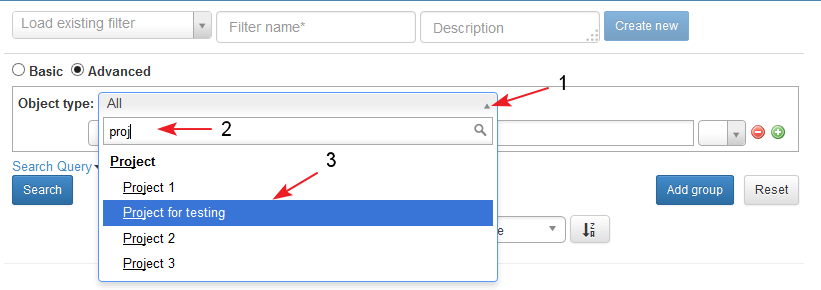 Load existing filter Filter name* Description Create new
Basic Advanced 1
Object type: All
proj 2
Project 3
Search Query
Project 1
Search Add group Reset
Project for testing
Project 2 e
Project 3